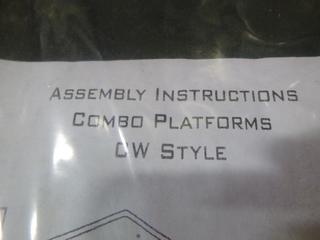 Assembly Instructions
Combo Platforms
CW Style